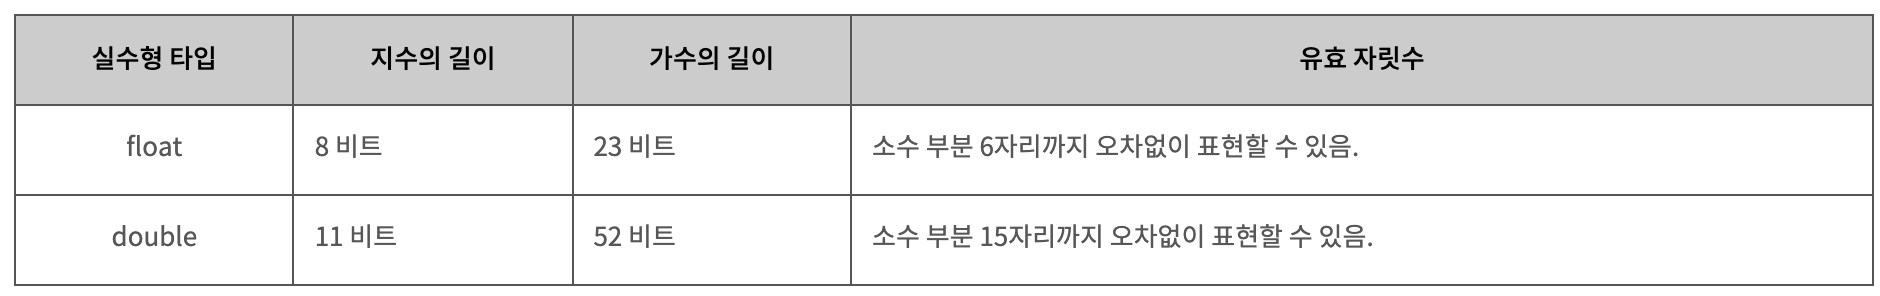 실수형 타입 지수의 길이 가수의 길이 유효 자릿수
float 8 비트 23 비트 소수 부분 6자리까지 오차없이 표현할 수 있음.
double 11 비트 52 비트 소수 부분 15자리까지 오차없이 표현할 수 있음.